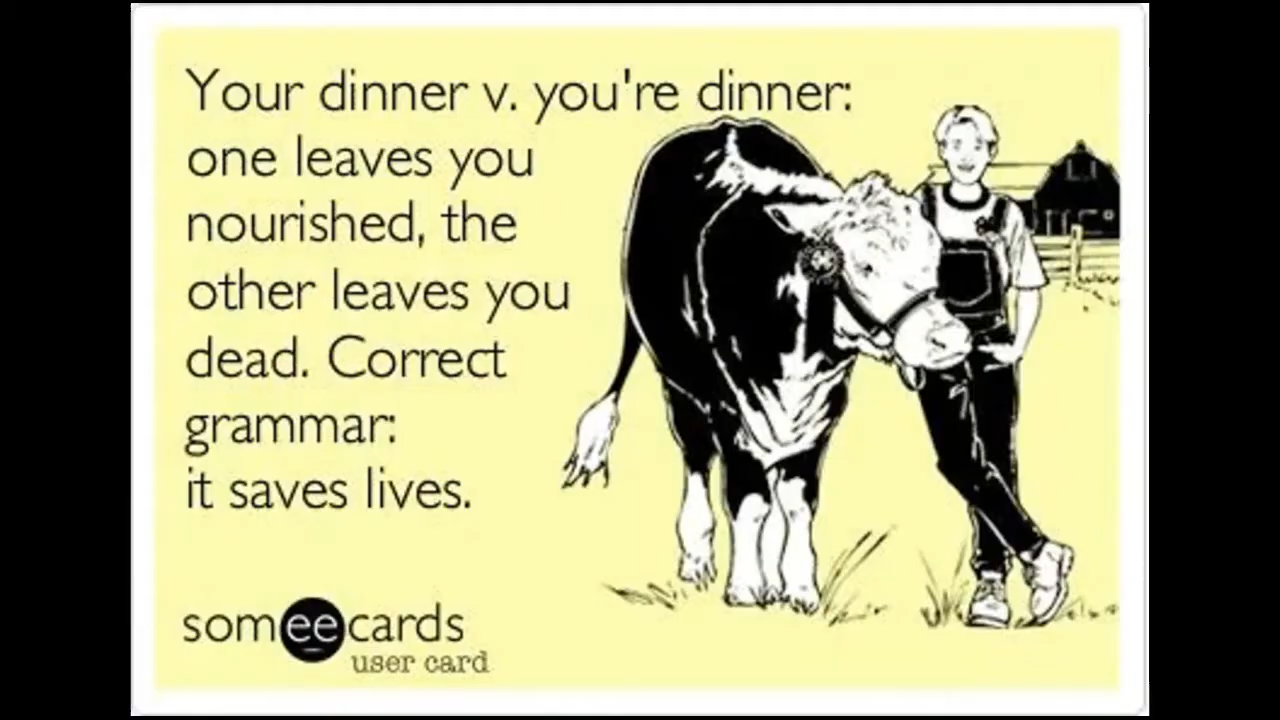 Your dinner v. you're dinner:
one leaves you
nourished, the
other leaves you
dead. Correct
grammar:
it saves lives.
someecards
user card